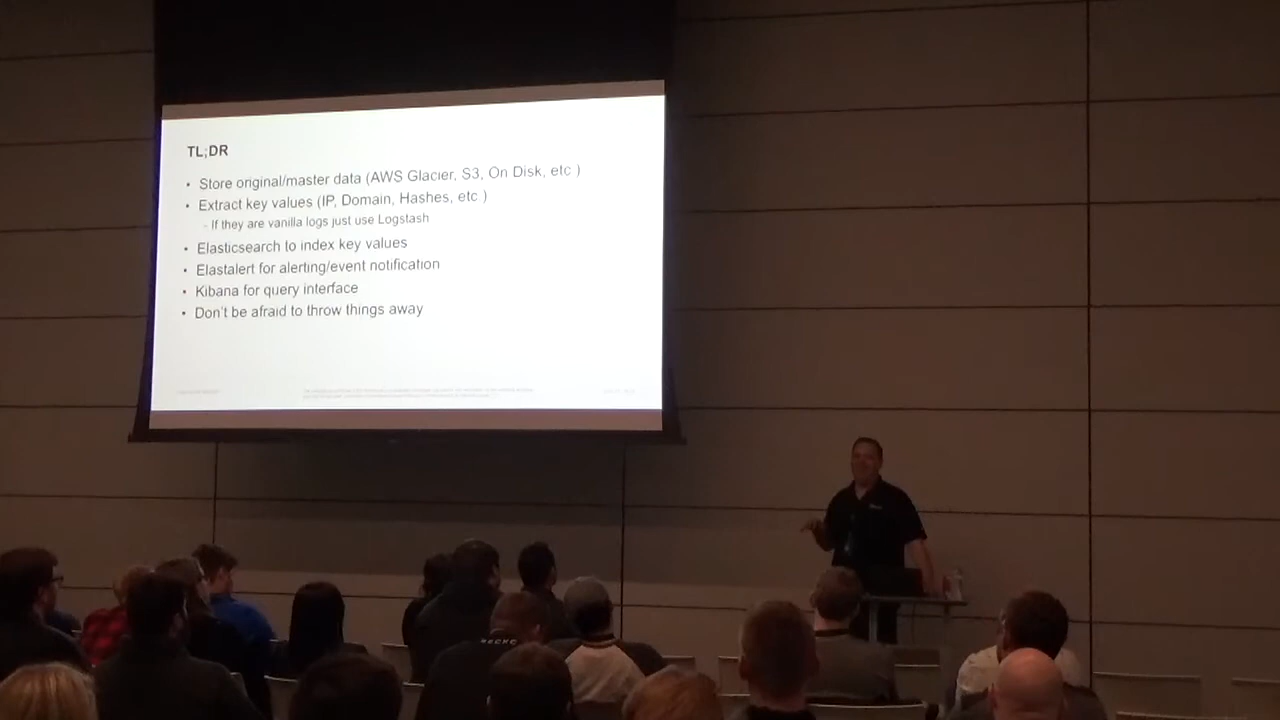 TL;DR
• Store original/master data (AWS Glacier, S3, On Disk, etc )
• Extract key values (IP, Domain, Hashes, etc )
- If they are vanilla logs just use Logstash
• Elasticsearch to index key values
• Elastalert for alerting/event notification
• Kibana for query interface
• Don't be afraid to throw things away